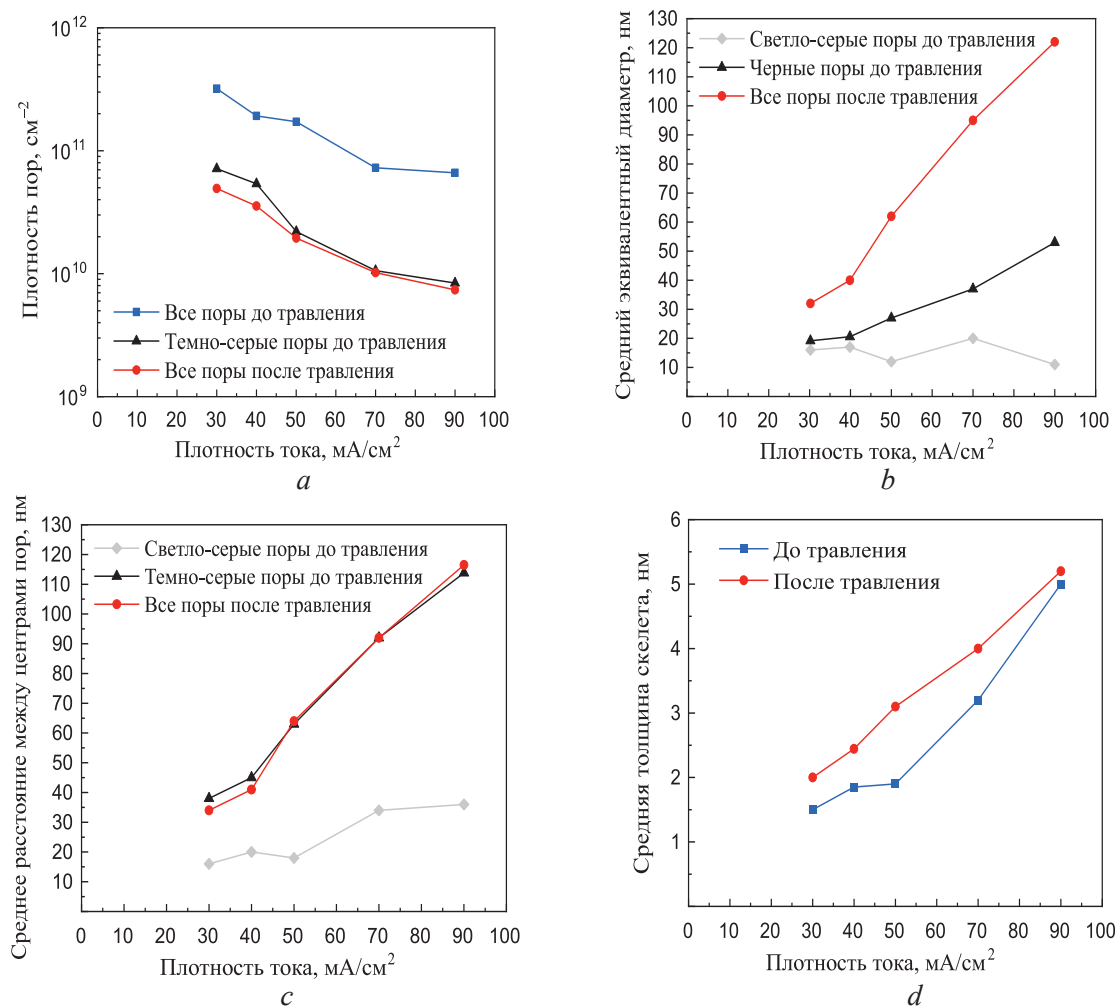 Плотность пор, см⁻²
10¹²
10¹¹
10¹⁰
10⁹
Все поры до травления
Темно-серые поры до травления
Все поры после травления
0 10 20 30 40 50 60 70 80 90 100
Плотность тока, мА/см²
a
Средний эквивалентный диаметр, нм
130
120
110
100
90
80
70
60
50
40
30
20
10
Светло-серые поры до травления
Черные поры до травления
Все поры после травления
0 10 20 30 40 50 60 70 80 90 100
Плотность тока, мА/см²
b
Среднее расстояние между центрами пор, нм
130
120
110
100
90
80
70
60
50
40
30
20
10
Светло-серые поры до травления
Темно-серые поры до травления
Все поры после травления
0 10 20 30 40 50 60 70 80 90 100
Плотность тока, мА/см²
c
Средняя толщина скелета, нм
6
5
4
3
2
1
До травления
После травления
0 10 20 30 40 50 60 70 80 90 100
Плотность тока, мА/см²
d